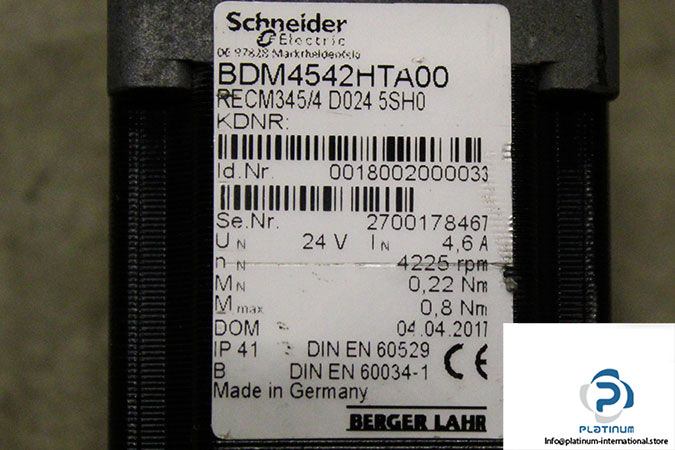 Schneider
Electric
BDM4542HTA00
RECM345/4 D024 5SH0
KDNR:
Id.Nr. 0018002000033
Se.Nr. 2700178467
U N 24 V I N 4,6 A
n N 4225 rpm
M N 0,22 Nm
M max 0,8 Nm
DOM 04.04.2011
IP 41 DIN EN 60529
B DIN EN 60034-1 CE
Made in Germany
BERGER LAHR
PLATINUM
info@platinum-international.store